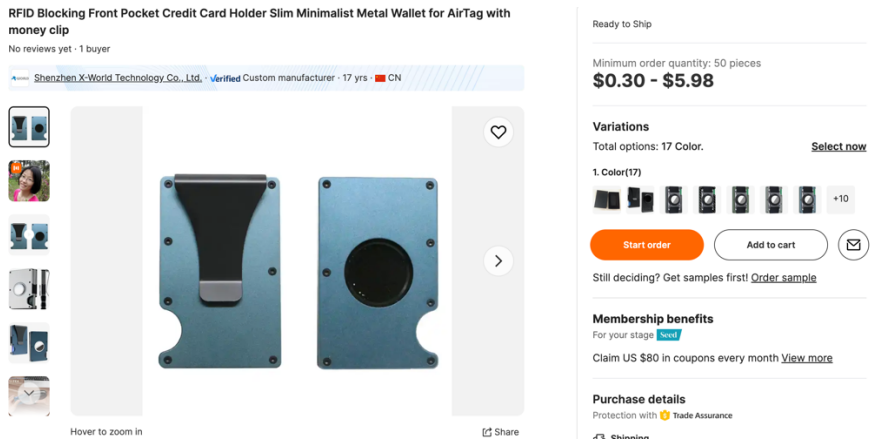 RFID Blocking Front Pocket Credit Card Holder Slim Minimalist Metal Wallet for AirTag with
money clip
No reviews yet · 1 buyer
Shenzhen X-World Technology Co., Ltd. · Verified Custom manufacturer · 17 yrs · CN
Hover to zoom in
Share
Ready to Ship
Minimum order quantity: 50 pieces
$0.30 - $5.98
Variations
Total options: 17 Color. Select now
1. Color(17)
+10
Start order
Add to cart
Still deciding? Get samples first! Order sample
Membership benefits
For your stage Seed
Claim US $80 in coupons every month View more
Purchase details
Protection with Trade Assurance
Shipping